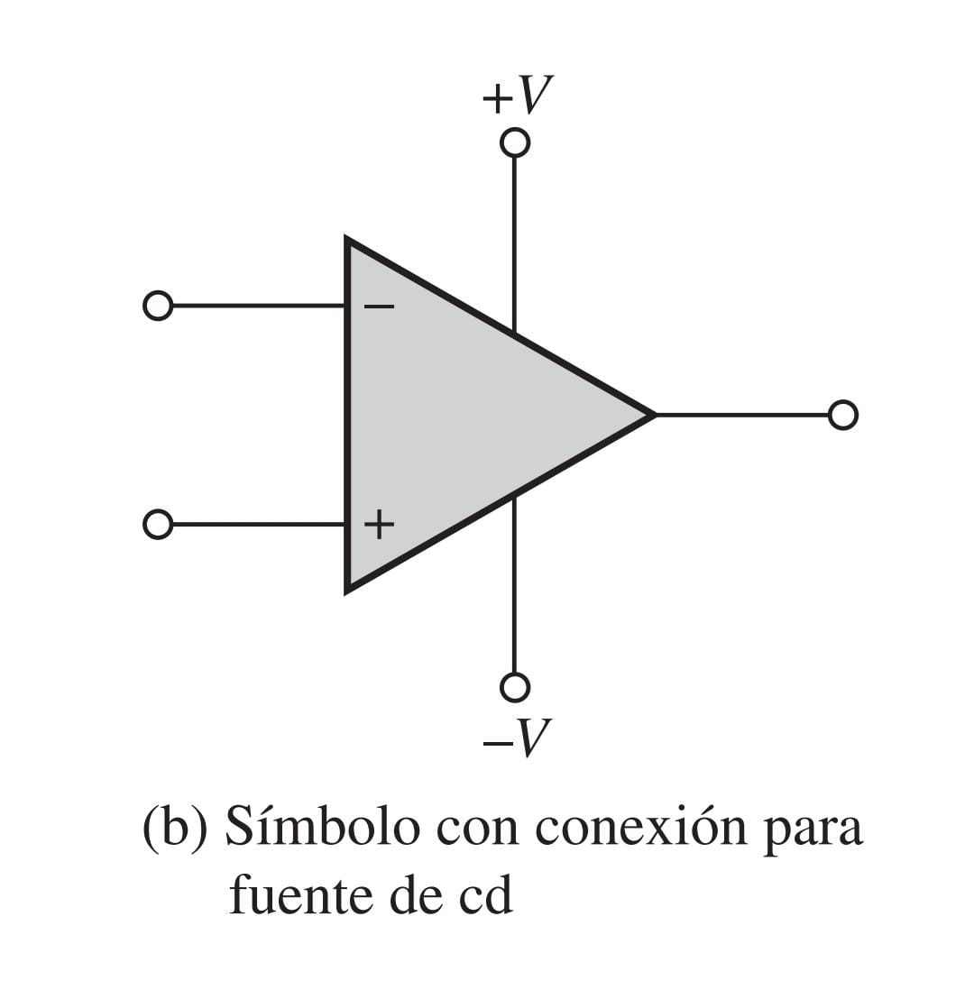 +V
−
+
−V
(b) Símbolo con conexión para
fuente de cd